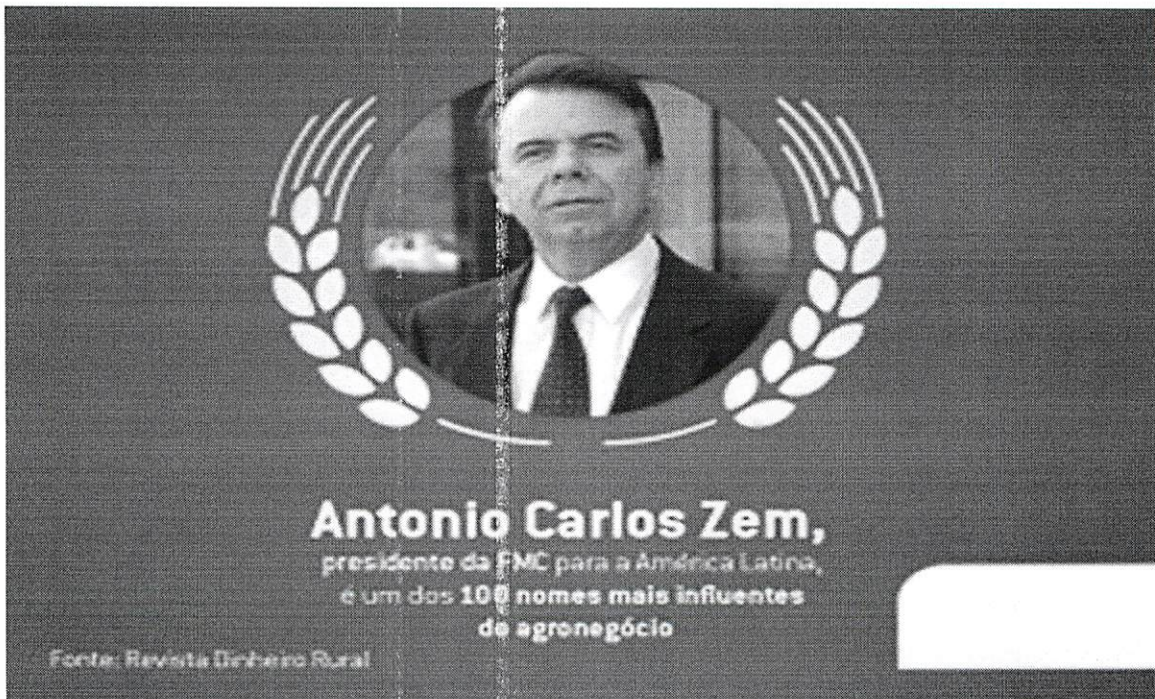 Antonio Carlos Zem,
presidente da FMC para a América Latina,
é um dos 100 nomes mais influentes
do agronegócio
Fonte: Revista Dinheiro Rural